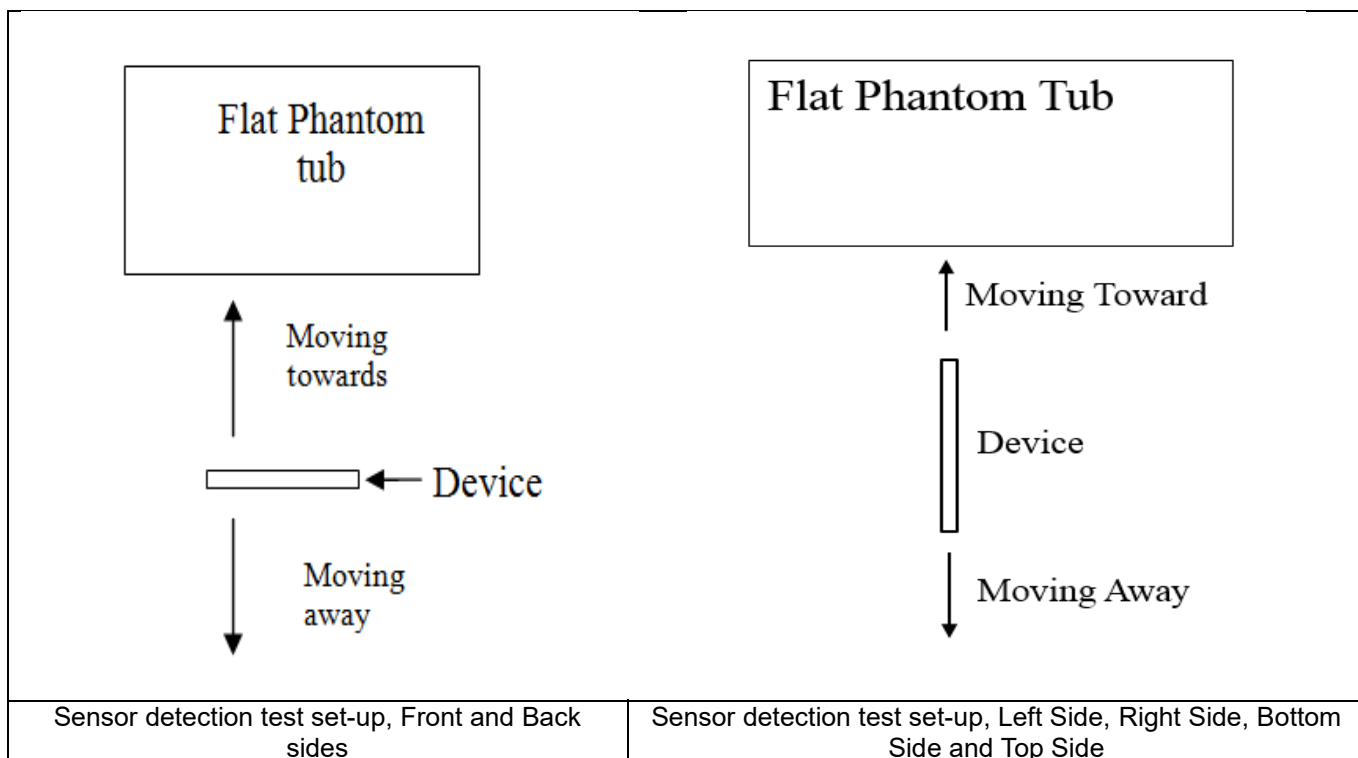 Flat Phantom
tub
Moving
towards
Device
Moving
away
Flat Phantom Tub
Moving Toward
Device
Moving Away
Sensor detection test set-up, Front and Back
sides
Sensor detection test set-up, Left Side, Right Side, Bottom
Side and Top Side